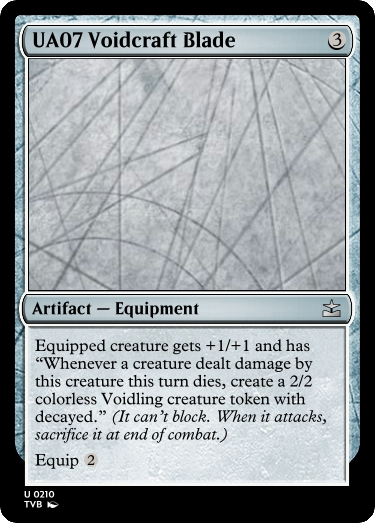 UA07 Voidcraft Blade 3
Artifact — Equipment
Equipped creature gets +1/+1 and has
“Whenever a creature dealt damage by
this creature this turn dies, create a 2/2
colorless Voidling creature token with
decayed.” (It can’t block. When it attacks,
sacrifice it at end of combat.)
Equip 2
U 0210
TVB